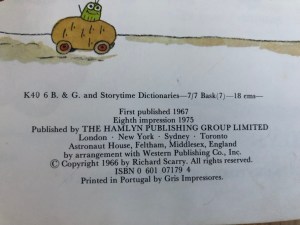 K40 6 B. & G. and Storytime Dictionaries—7/7 Bask(7)—18 ems—
First published 1967
Eighth impression 1975
Published by THE HAMLYN PUBLISHING GROUP LIMITED
London · New York · Sydney · Toronto
Astronaut House, Feltham, Middlesex, England
by arrangement with Western Publishing Co., Inc.
© Copyright 1966 by Richard Scarry. All rights reserved.
ISBN 0 601 07179 4
Printed in Portugal by Gris Impressores.